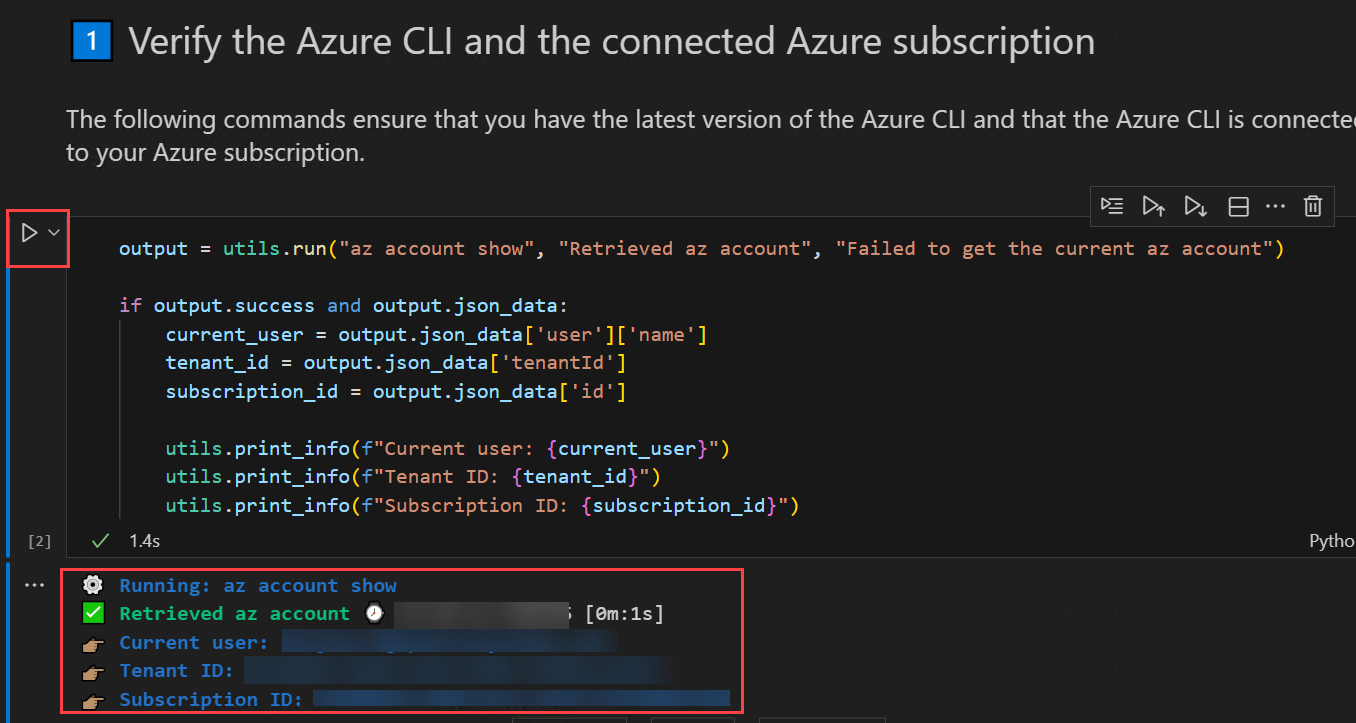 1 Verify the Azure CLI and the connected Azure subscription
The following commands ensure that you have the latest version of the Azure CLI and that the Azure CLI is connected
to your Azure subscription.
output = utils.run("az account show", "Retrieved az account", "Failed to get the current az account")
if output.success and output.json_data:
    current_user = output.json_data['user']['name']
    tenant_id = output.json_data['tenantId']
    subscription_id = output.json_data['id']
    utils.print_info(f"Current user: {current_user}")
    utils.print_info(f"Tenant ID: {tenant_id}")
    utils.print_info(f"Subscription ID: {subscription_id}")
[2] ✓ 1.4s Pytho
... 
⚙️ Running: az account show
✅ Retrieved az account ⌚ [0m:1s]
👉🏽 Current user:
👉🏽 Tenant ID:
👉🏽 Subscription ID: